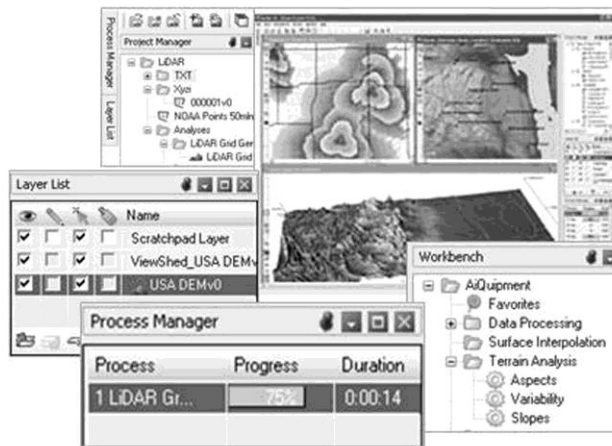 Process Manager
Layer List
Project Manager
LiDAR
TXT
Xyzi
000001v0
NOAA Points 50mln
Analyses
LiDAR Grid Ger
LiDAR Grid
Layer List
Name
Scratchpad Layer
ViewShed_USA DEMv
USA DEMv0
Process Manager
Process Progress Duration
1 LiDAR Gr... 75% 0:00:14
Workbench
AiQuipment
Favorites
Data Processing
Surface Interpolation
Terrain Analysis
Aspects
Variability
Slopes